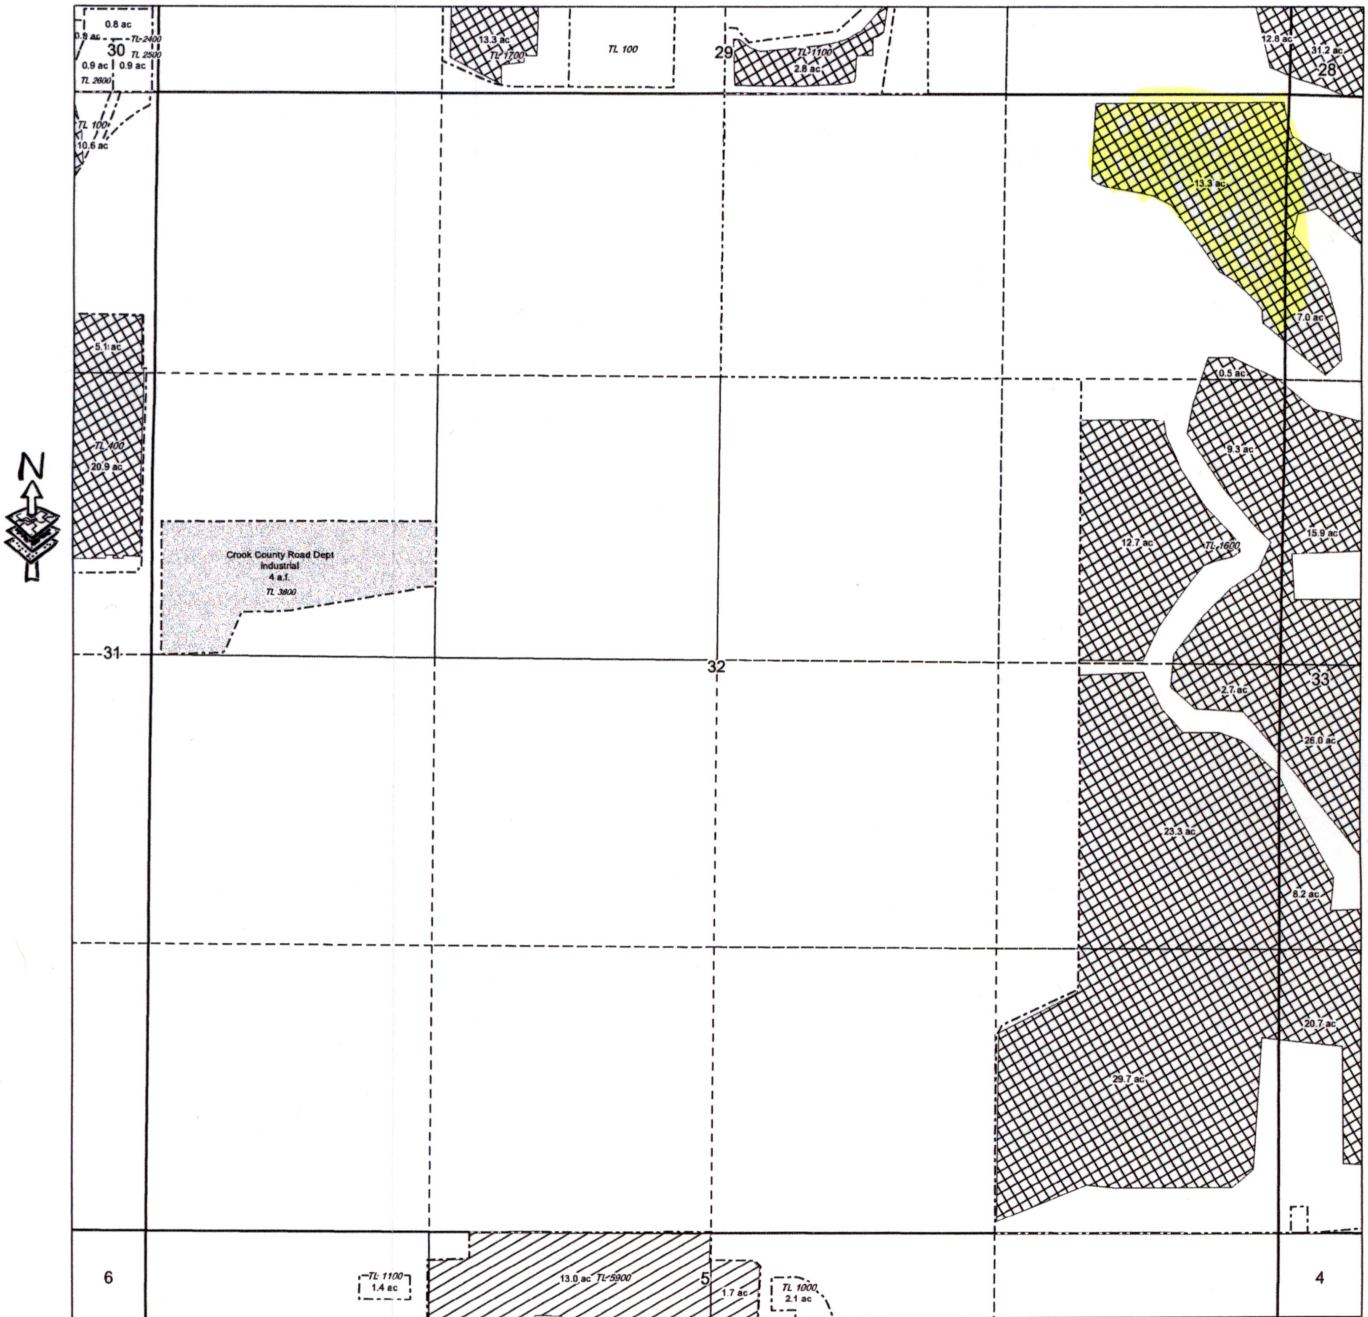 0.8 ac
0.9 ac
30
TL 2400
TL 2500
0.9 ac
0.9 ac
TL 2600
TL 100
10.6 ac
13.3 ac
TL 1700
TL 100
29
TL 1100
2.8 ac
12.8 ac
31.2 ac
28
13.3 ac
7.0 ac
5.1 ac
TL 400
20.9 ac
N
0.5 ac
9.3 ac
12.7 ac
TL 1600
15.9 ac
Crook County Road Dept
Industrial
4 a.f.
TL 3800
31
32
2.7 ac
33
26.0 ac
23.3 ac
8.2 ac
20.7 ac
29.7 ac
6
TL 1100
1.4 ac
13.0 ac TL 5900
5
1.7 ac
TL 1000
2.1 ac
4